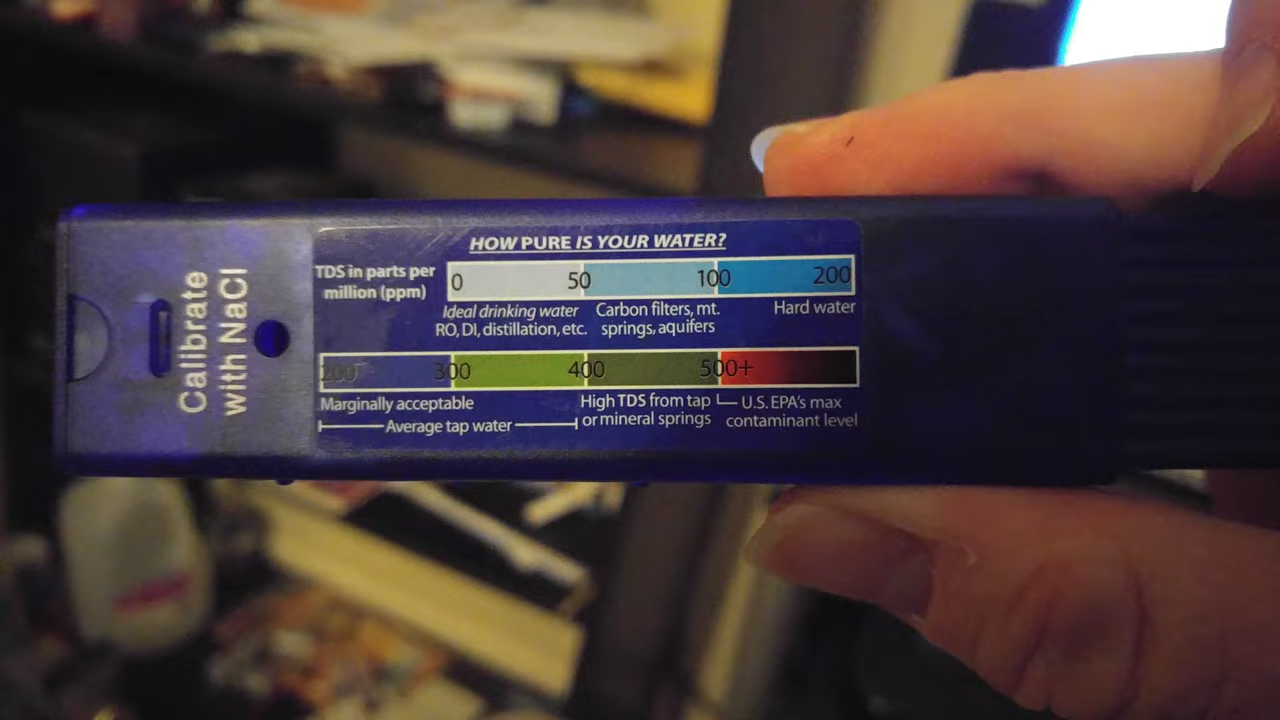 Calibrate
with NaCl
HOW PURE IS YOUR WATER?
TDS in parts per
million (ppm)
0 50 100 200
Ideal drinking water
RO, DI, distillation, etc.
Carbon filters, mt.
springs, aquifers
Hard water
200 300 400 500+
Marginally acceptable
Average tap water
High TDS from tap
or mineral springs
U.S. EPA's max
contaminant level